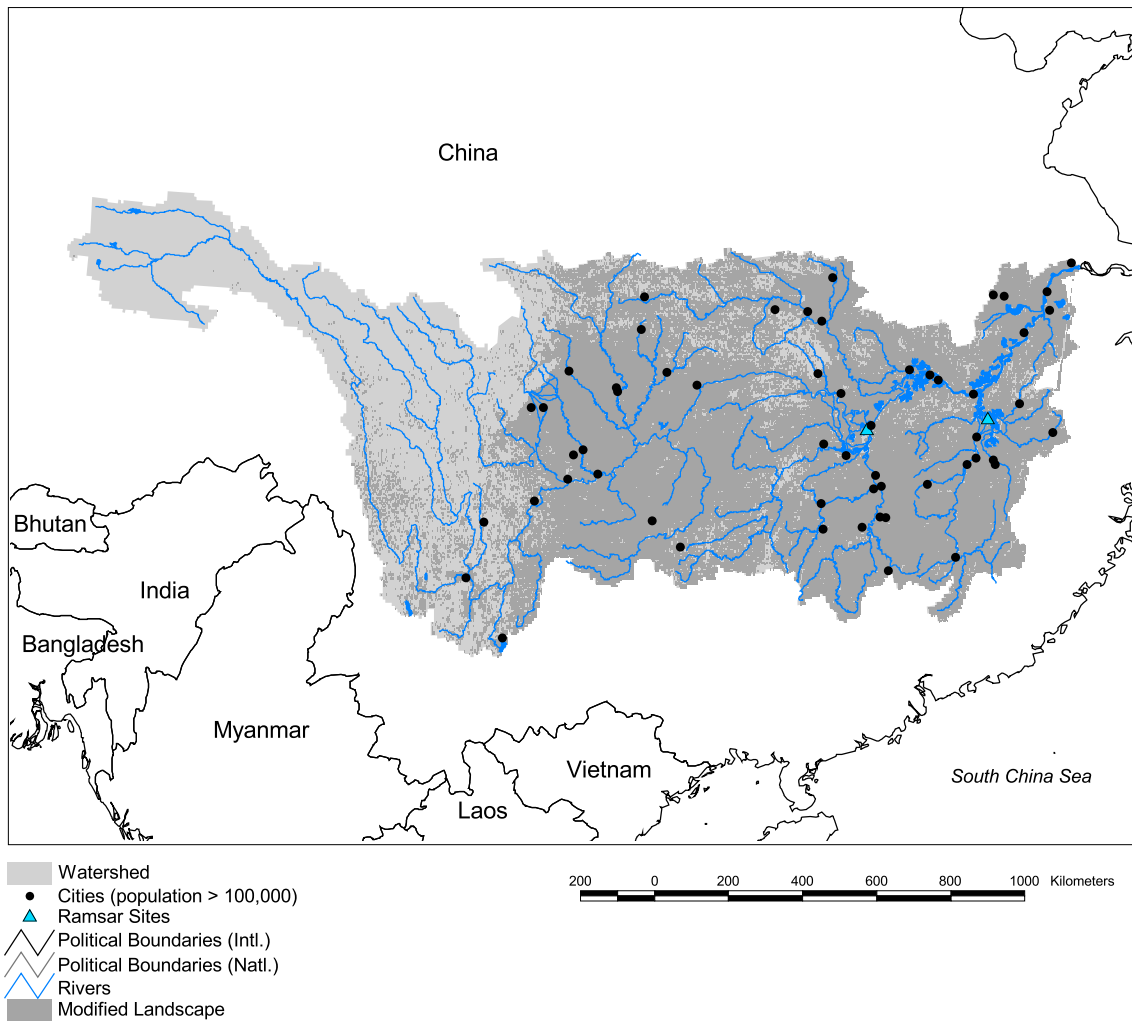 China
Bhutan
India
Bangladesh
Myanmar
Vietnam
Laos
South China Sea
Watershed
Cities (population > 100,000)
Ramsar Sites
Political Boundaries (Intl.)
Political Boundaries (Natl.)
Rivers
Modified Landscape
200 0 200 400 600 800 1000 Kilometers